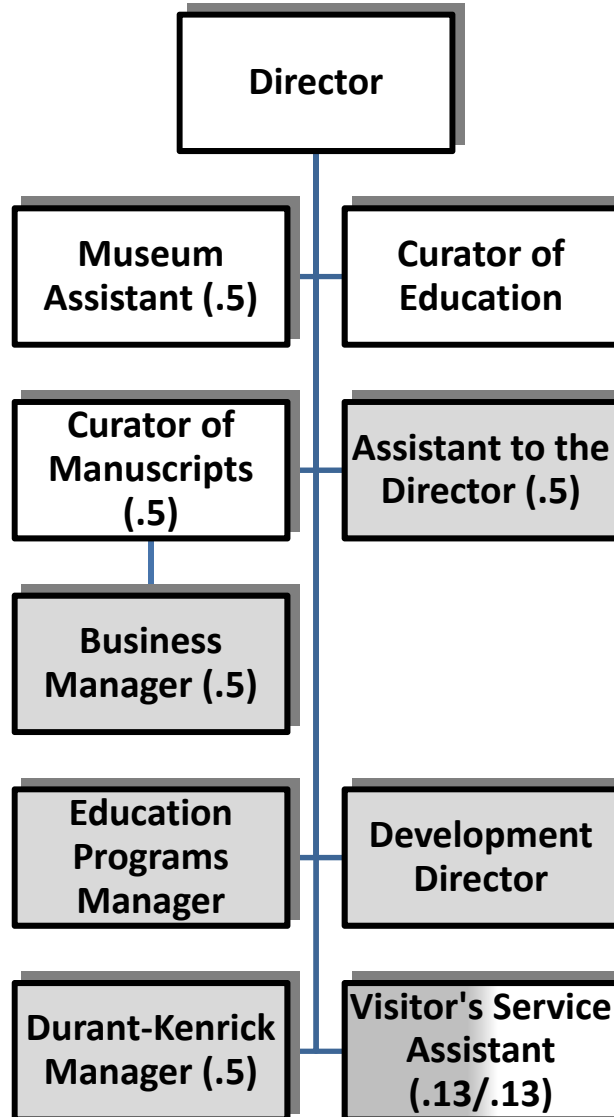 Director
Museum
Assistant (.5)
Curator of
Education
Curator of
Manuscripts
(.5)
Assistant to the
Director (.5)
Business
Manager (.5)
Education
Programs
Manager
Development
Director
Durant-Kenrick
Manager (.5)
Visitor's Service
Assistant
(.13/.13)